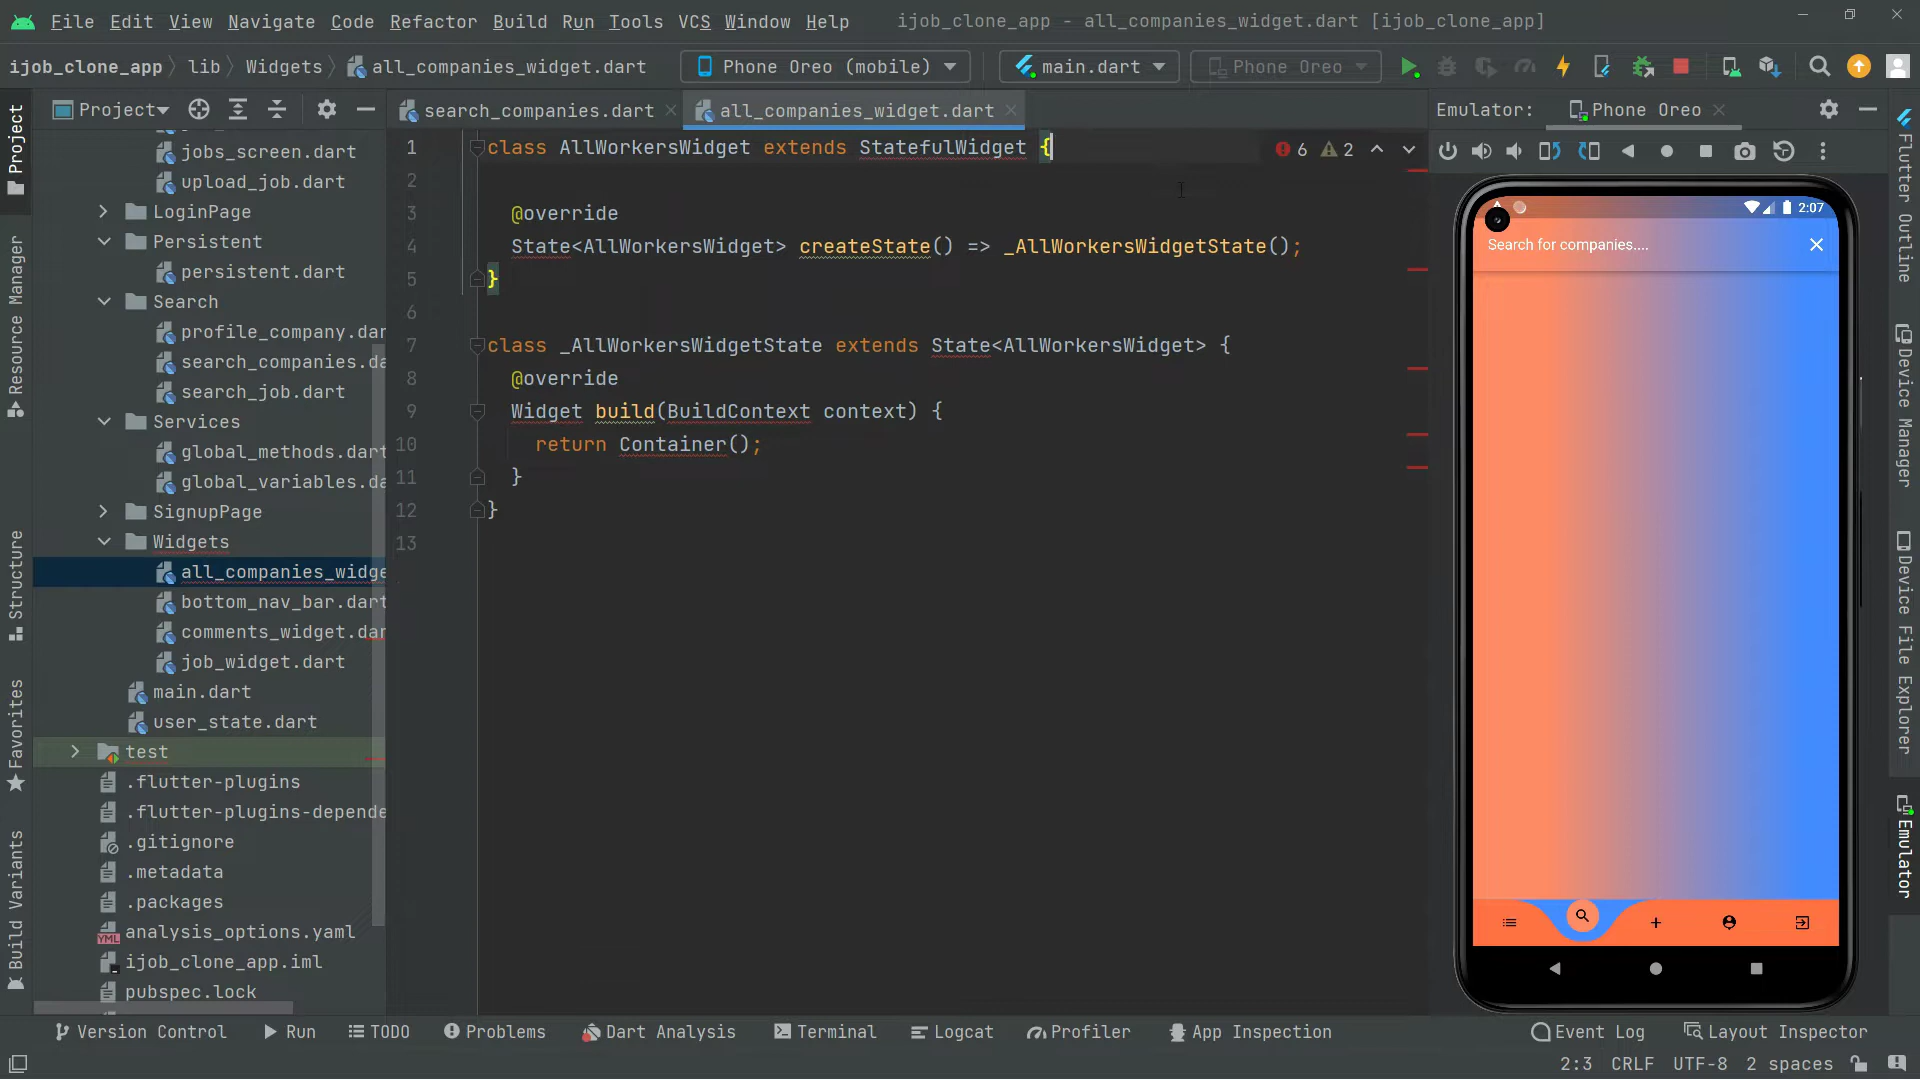 File Edit View Navigate Code Refactor Build Run Tools VCS Window Help ijob_clone_app - all_companies_widget.dart [ijob_clone_app]
ijob_clone_app lib Widgets all_companies_widget.dart Phone Oreo (mobile) main.dart Phone Oreo
Project search_companies.dart all_companies_widget.dart Emulator: Phone Oreo
jobs_screen.dart
upload_job.dart
LoginPage
Persistent
persistent.dart
Search
profile_company.dar
search_companies.da
search_job.dart
Services
global_methods.dart
global_variables.da
SignupPage
Widgets
all_companies_widge
bottom_nav_bar.dart
comments_widget.dar
job_widget.dart
main.dart
user_state.dart
test
.flutter-plugins
.flutter-plugins-depende
.gitignore
.metadata
.packages
analysis_options.yaml
ijob_clone_app.iml
pubspec.lock
1 class AllWorkersWidget extends StatefulWidget {
6 2
2
3 @override
4 State<AllWorkersWidget> createState() => _AllWorkersWidgetState();
5 }
6
7 class _AllWorkersWidgetState extends State<AllWorkersWidget> {
8 @override
9 Widget build(BuildContext context) {
10 return Container();
11 }
12 }
13
2:07
Search for companies....
Project
Resource Manager
Structure
Favorites
Build Variants
Flutter Outline
Device Manager
Device File Explorer
Emulator
Version Control Run TODO Problems Dart Analysis Terminal Logcat Profiler App Inspection Event Log Layout Inspector
2:3 CRLF UTF-8 2 spaces